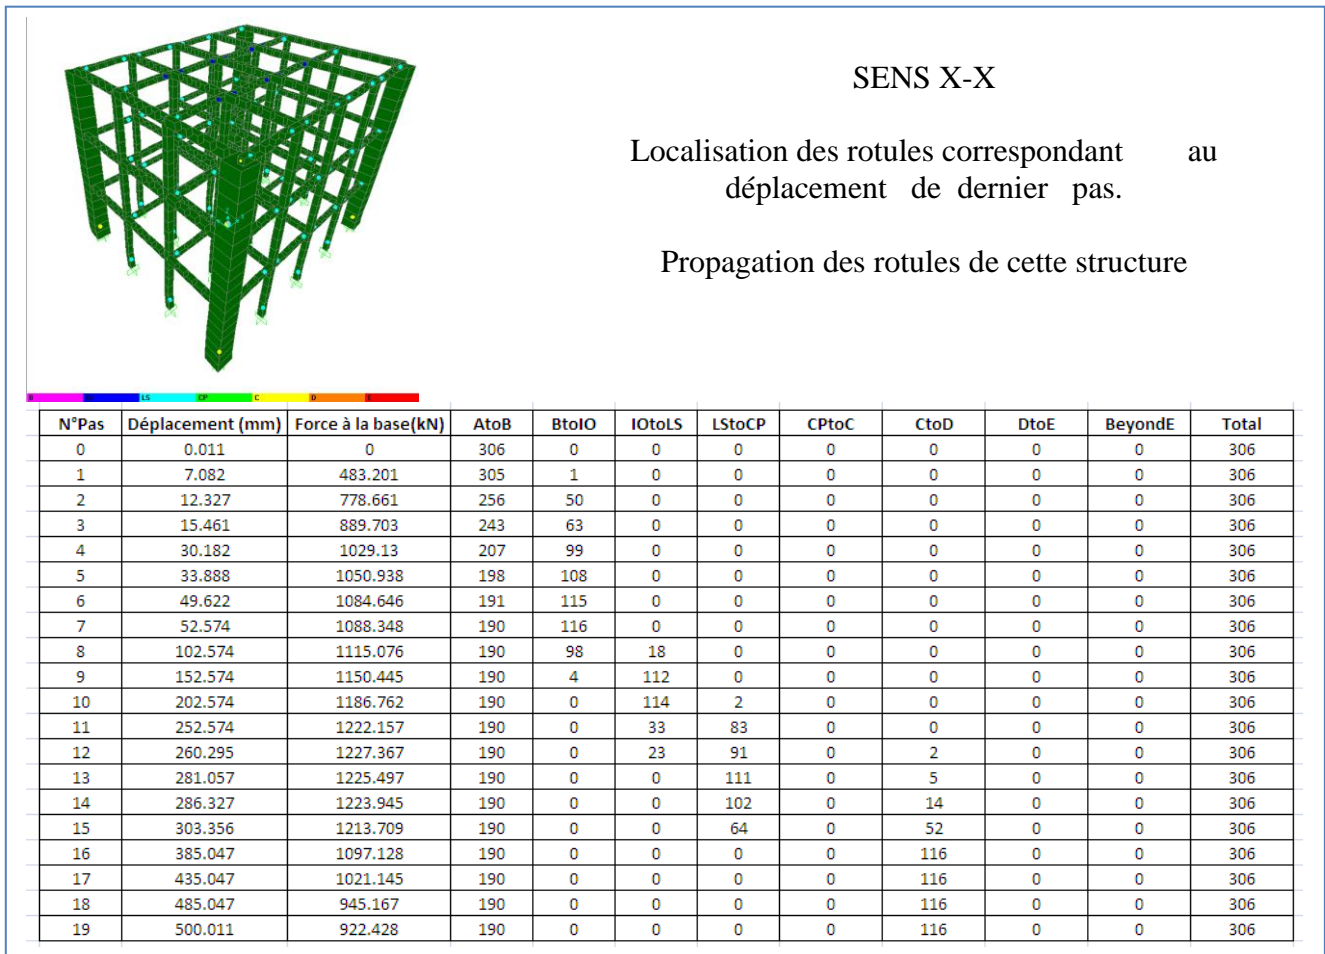 SENS X-X
Localisation des rotules correspondant au
déplacement de dernier pas.
Propagation des rotules de cette structure
B LS CP C D E
N°Pas Déplacement (mm) Force à la base(kN) AtoB BtoIO IOtoLS LStoCP CPtoC CtoD DtoE BeyondE Total
0 0.011 0 306 0 0 0 0 0 0 0 306
1 7.082 483.201 305 1 0 0 0 0 0 0 306
2 12.327 778.661 256 50 0 0 0 0 0 0 306
3 15.461 889.703 243 63 0 0 0 0 0 0 306
4 30.182 1029.13 207 99 0 0 0 0 0 0 306
5 33.888 1050.938 198 108 0 0 0 0 0 0 306
6 49.622 1084.646 191 115 0 0 0 0 0 0 306
7 52.574 1088.348 190 116 0 0 0 0 0 0 306
8 102.574 1115.076 190 98 18 0 0 0 0 0 306
9 152.574 1150.445 190 4 112 0 0 0 0 0 306
10 202.574 1186.762 190 0 114 2 0 0 0 0 306
11 252.574 1222.157 190 0 33 83 0 0 0 0 306
12 260.295 1227.367 190 0 23 91 0 2 0 0 306
13 281.057 1225.497 190 0 0 111 0 5 0 0 306
14 286.327 1223.945 190 0 0 102 0 14 0 0 306
15 303.356 1213.709 190 0 0 64 0 52 0 0 306
16 385.047 1097.128 190 0 0 0 0 116 0 0 306
17 435.047 1021.145 190 0 0 0 0 116 0 0 306
18 485.047 945.167 190 0 0 0 0 116 0 0 306
19 500.011 922.428 190 0 0 0 0 116 0 0 306